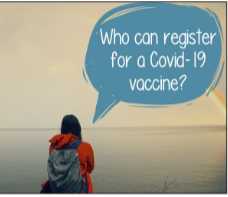 Who can register
for a Covid-19
vaccine?